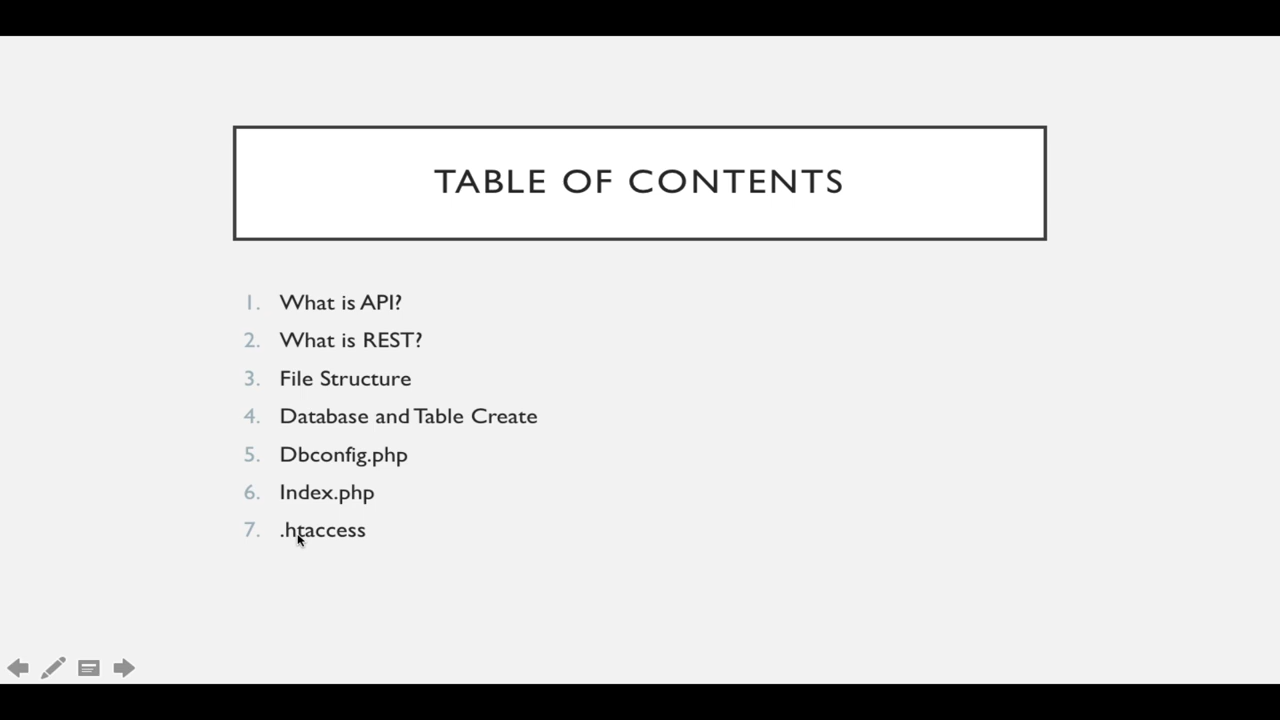 TABLE OF CONTENTS
1. What is API?
2. What is REST?
3. File Structure
4. Database and Table Create
5. Dbconfig.php
6. Index.php
7. .htaccess